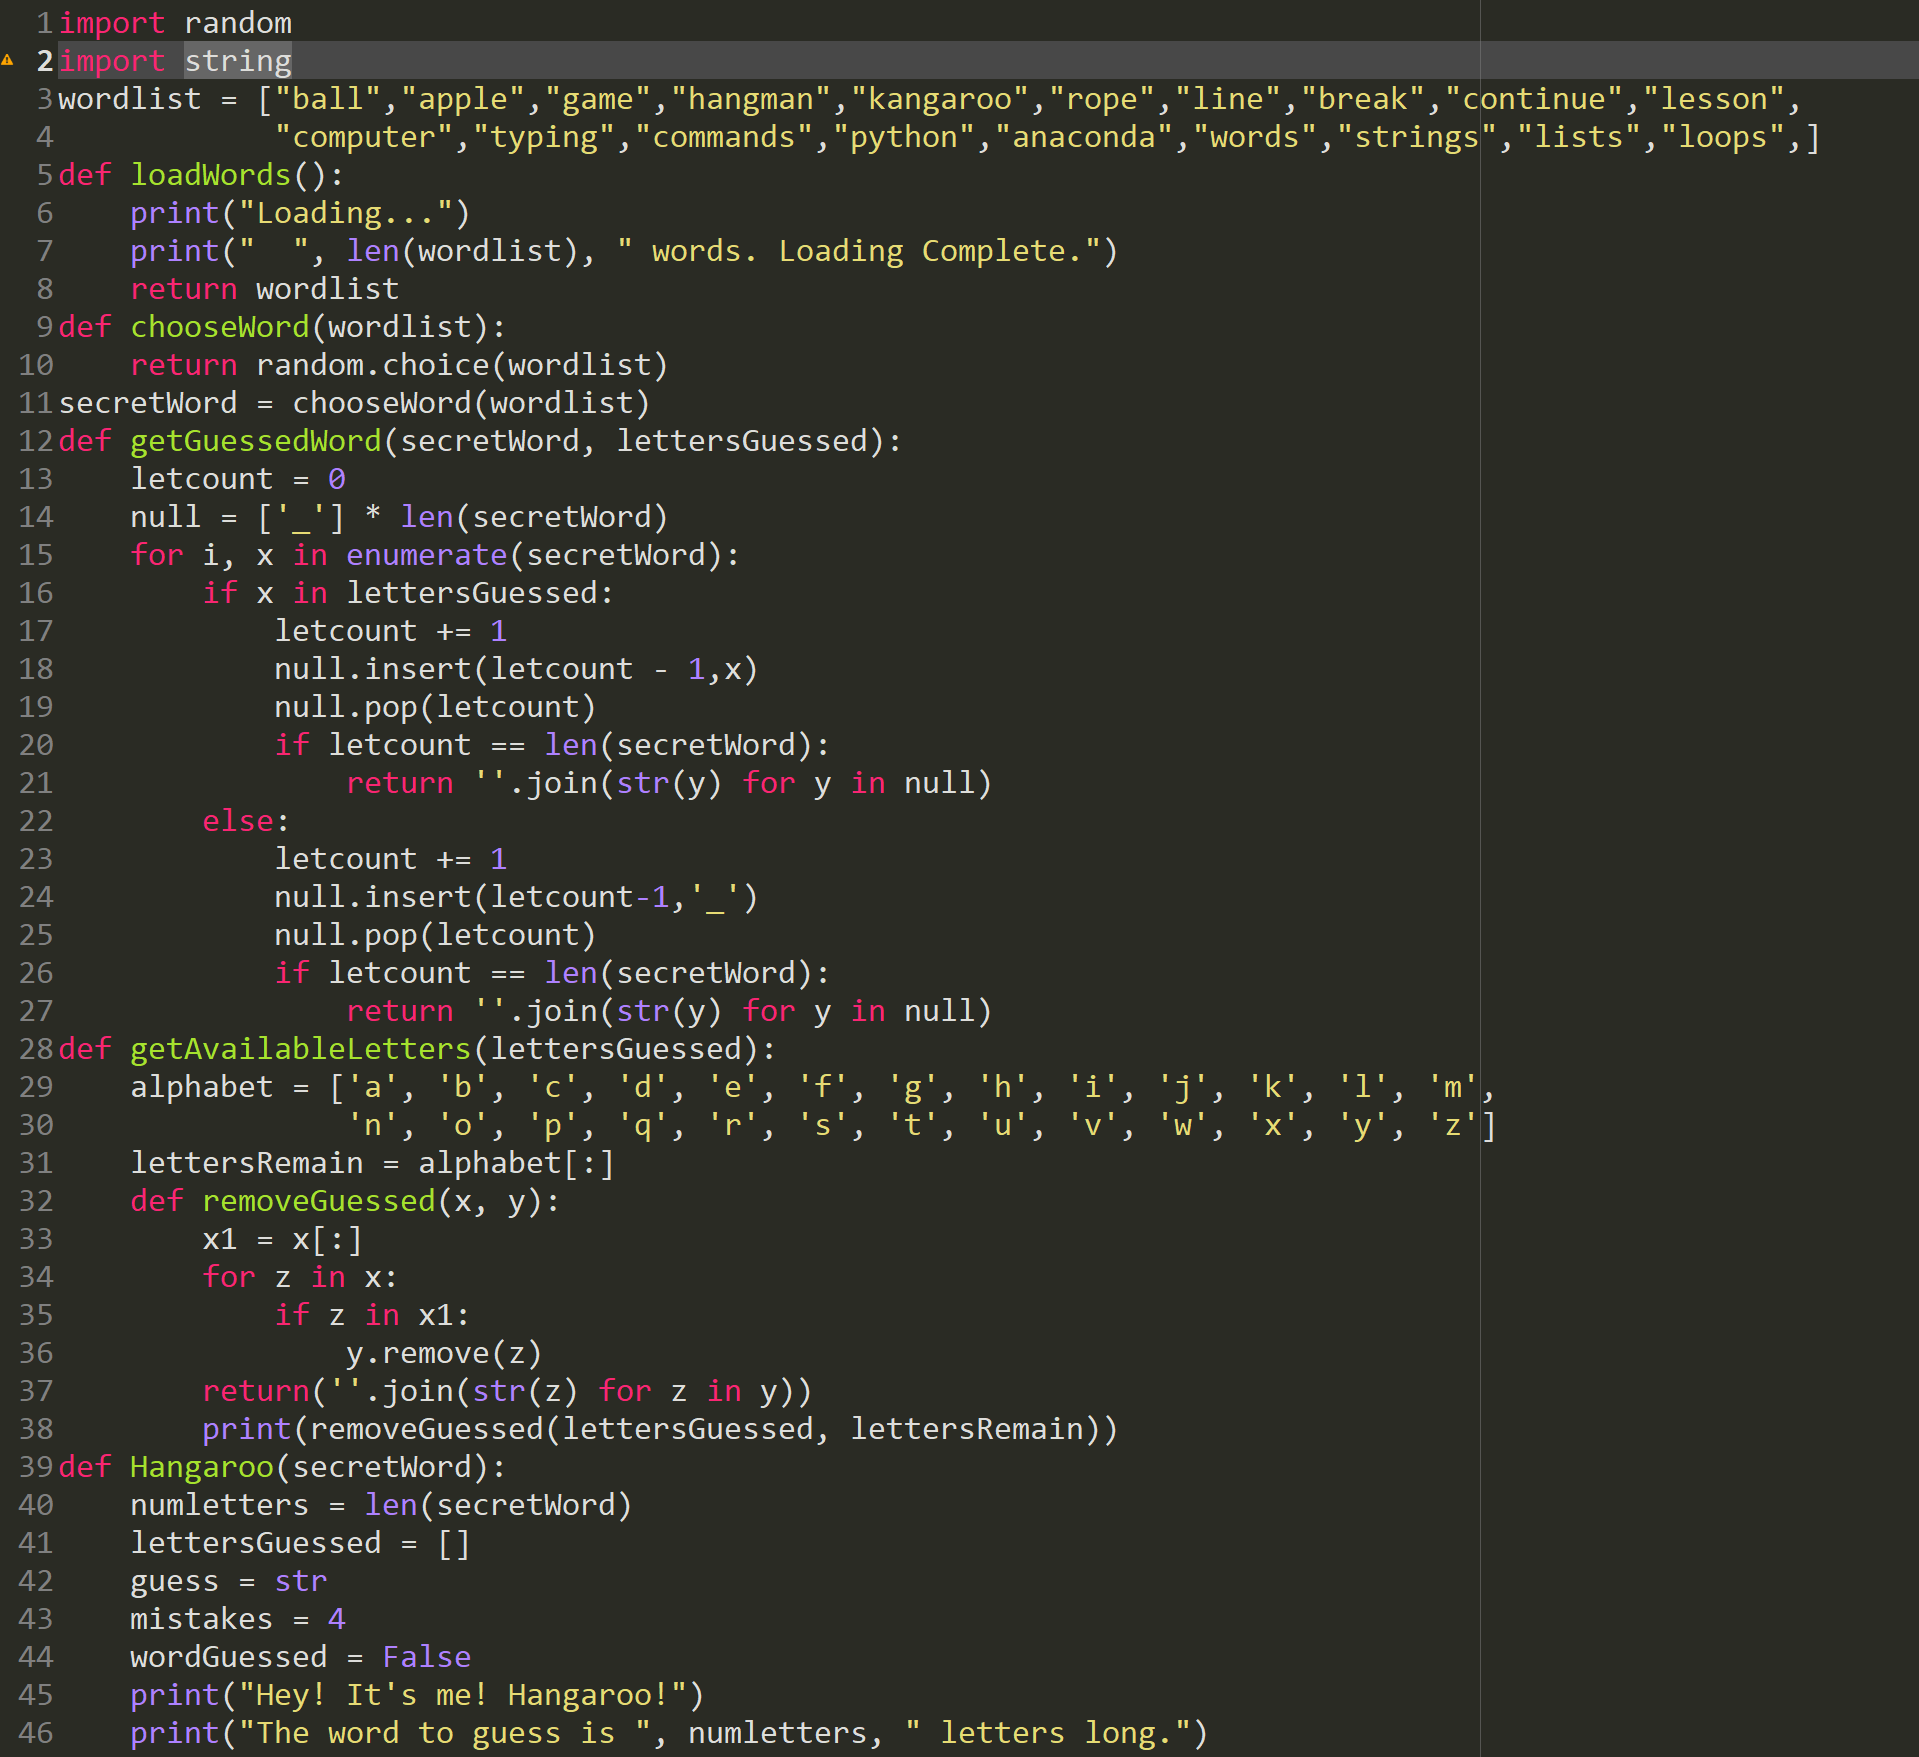 1 import random
2 import string
3 wordlist = ["ball","apple","game","hangman","kangaroo","rope","line","break","continue","lesson",
4             "computer","typing","commands","python","anaconda","words","strings","lists","loops",]
5 def loadWords():
6     print("Loading...")
7     print("  ", len(wordlist), " words. Loading Complete.")
8     return wordlist
9 def chooseWord(wordlist):
10     return random.choice(wordlist)
11 secretWord = chooseWord(wordlist)
12 def getGuessedWord(secretWord, lettersGuessed):
13     letcount = 0
14     null = ['_'] * len(secretWord)
15     for i, x in enumerate(secretWord):
16         if x in lettersGuessed:
17             letcount += 1
18             null.insert(letcount - 1,x)
19             null.pop(letcount)
20             if letcount == len(secretWord):
21                 return ''.join(str(y) for y in null)
22         else:
23             letcount += 1
24             null.insert(letcount-1,'_')
25             null.pop(letcount)
26             if letcount == len(secretWord):
27                 return ''.join(str(y) for y in null)
28 def getAvailableLetters(lettersGuessed):
29     alphabet = ['a', 'b', 'c', 'd', 'e', 'f', 'g', 'h', 'i', 'j', 'k', 'l', 'm',
30                 'n', 'o', 'p', 'q', 'r', 's', 't', 'u', 'v', 'w', 'x', 'y', 'z']
31     lettersRemain = alphabet[:]
32     def removeGuessed(x, y):
33         x1 = x[:]
34         for z in x:
35             if z in x1:
36                 y.remove(z)
37         return(''.join(str(z) for z in y))
38         print(removeGuessed(lettersGuessed, lettersRemain))
39 def Hangaroo(secretWord):
40     numletters = len(secretWord)
41     lettersGuessed = []
42     guess = str
43     mistakes = 4
44     wordGuessed = False
45     print("Hey! It's me! Hangaroo!")
46     print("The word to guess is ", numletters, " letters long.")